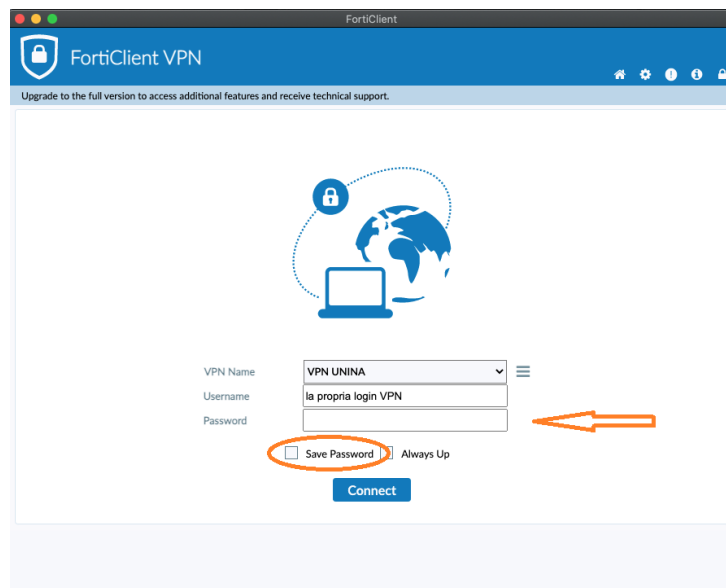 FortiClient
FortiClient VPN
Upgrade to the full version to access additional features and receive technical support.
VPN Name
VPN UNINA
Username
la propria login VPN
Password
Save Password
Always Up
Connect